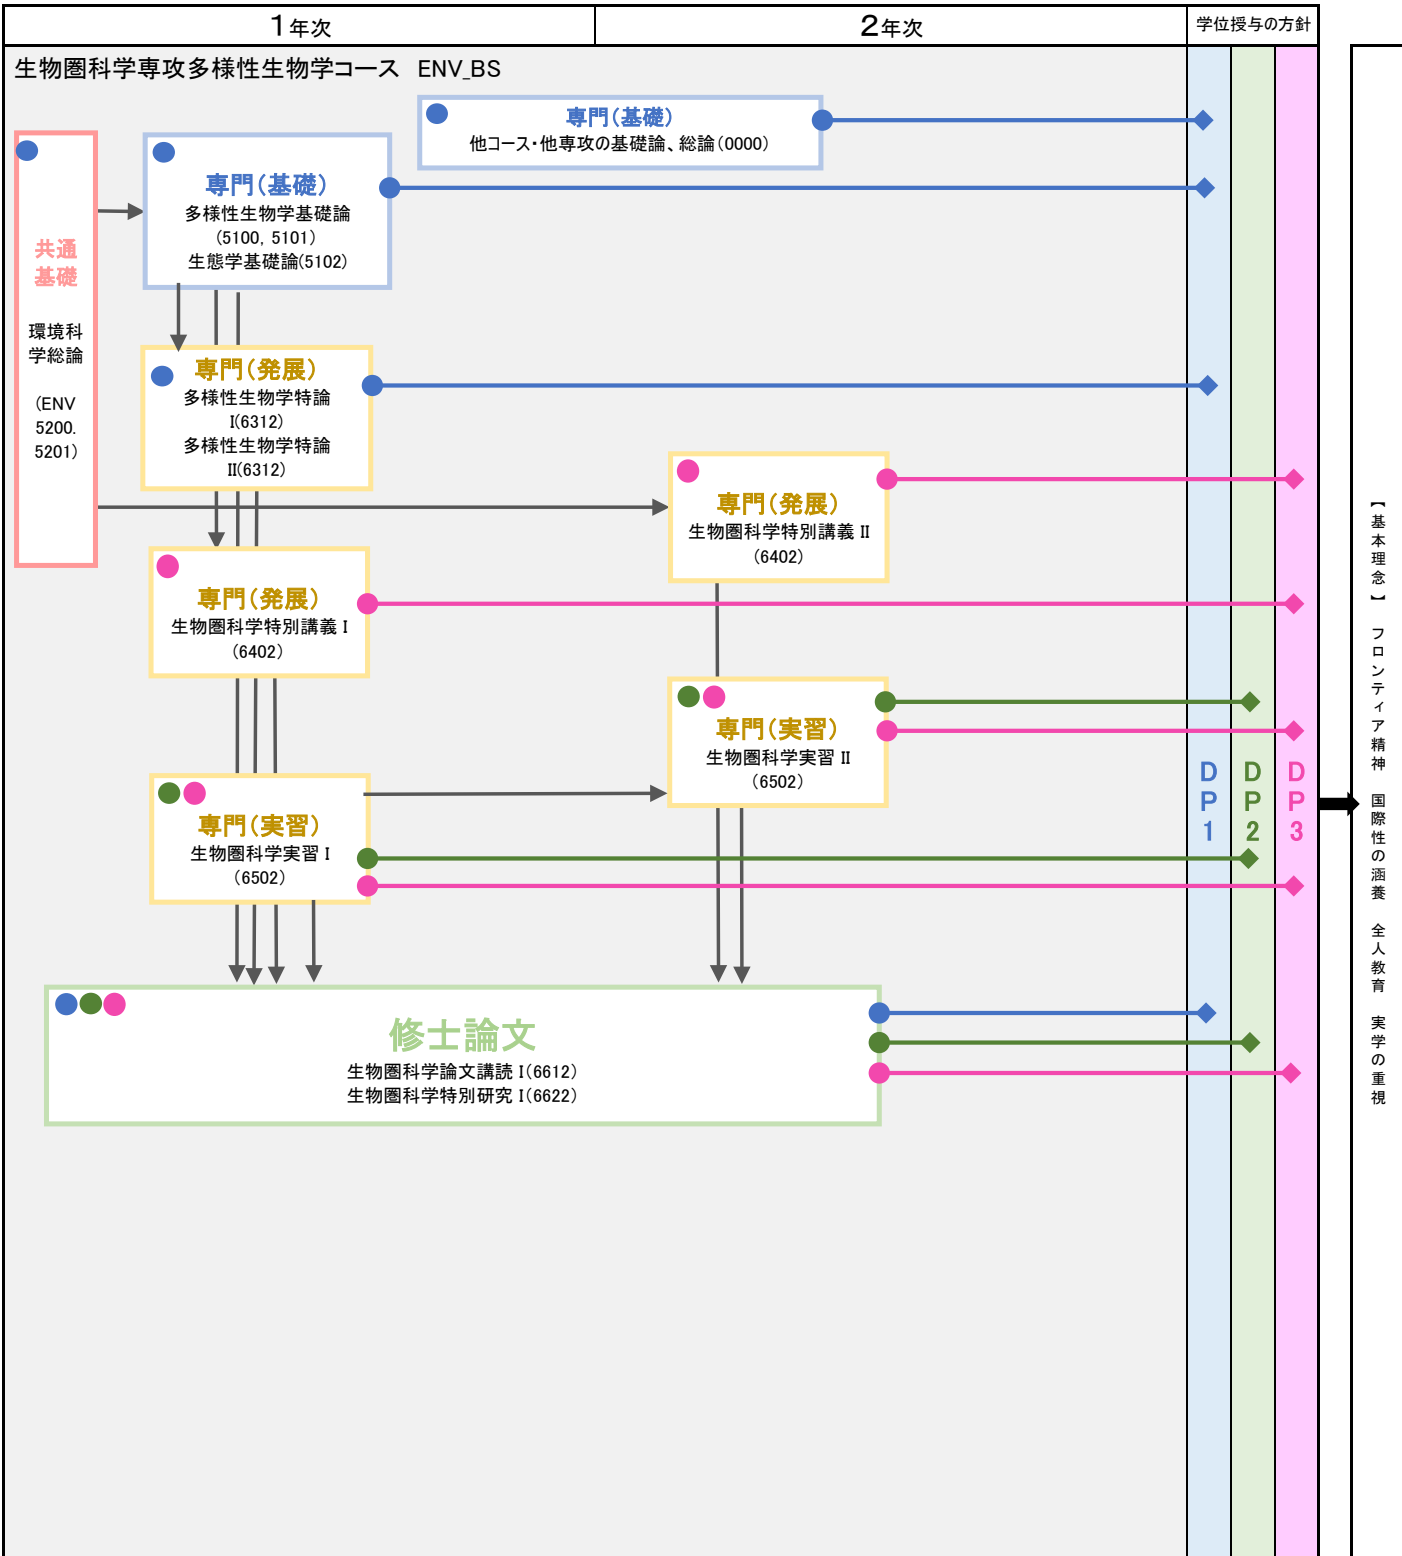 1年次
2年次
学位授与の方針
生物圏科学専攻多様性生物学コース ENV_BS
専門(基礎)
他コース・他専攻の基礎論、総論(0000)
共通
基礎
環境科
学総論
(ENV
5200.
5201)
専門(基礎)
多様性生物学基礎論
(5100, 5101)
生態学基礎論(5102)
専門(発展)
多様性生物学特論
I(6312)
多様性生物学特論
II(6312)
専門(発展)
生物圏科学特別講義 II
(6402)
専門(発展)
生物圏科学特別講義 I
(6402)
専門(実習)
生物圏科学実習 II
(6502)
専門(実習)
生物圏科学実習 I
(6502)
修士論文
生物圏科学論文講読 I(6612)
生物圏科学特別研究 I(6622)
DP1
DP2
DP3
【基本理念】 フロンティア精神 国際性の涵養 全人教育 実学の重視